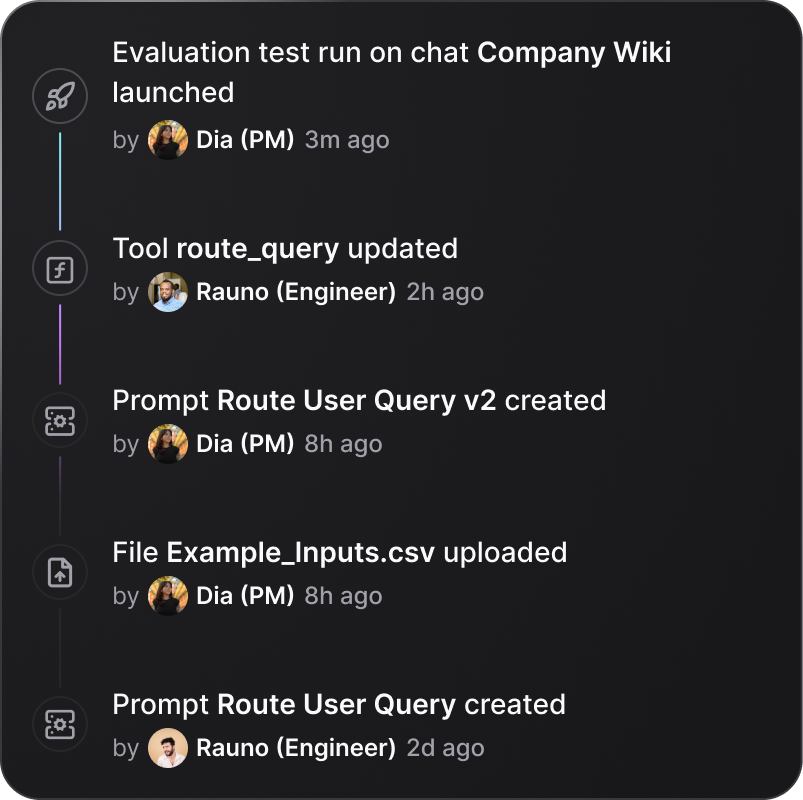 Evaluation test run on chat Company Wiki
launched
by Dia (PM) 3m ago
Tool route_query updated
by Rauno (Engineer) 2h ago
Prompt Route User Query v2 created
by Dia (PM) 8h ago
File Example_Inputs.csv uploaded
by Dia (PM) 8h ago
Prompt Route User Query created
by Rauno (Engineer) 2d ago